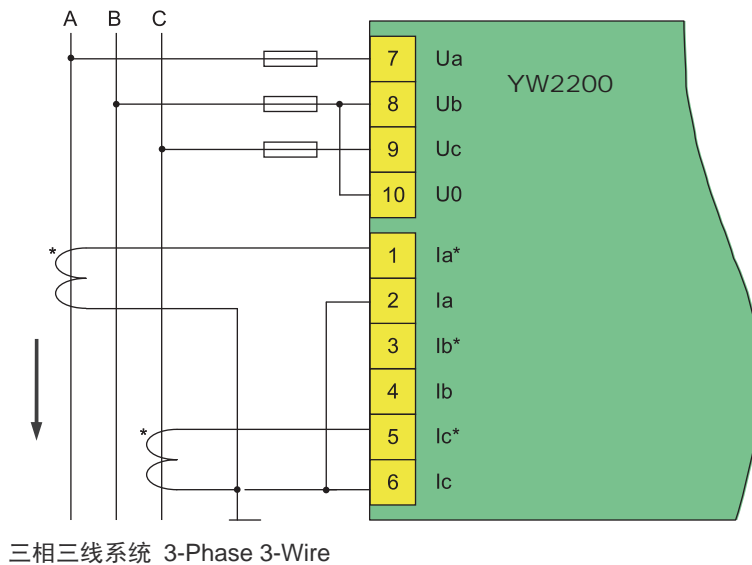 A B C
7 Ua
YW2200
8 Ub
9 Uc
10 U0
* 1 Ia*
2 Ia
3 Ib*
4 Ib
* 5 Ic*
6 Ic
三相三线系统 3-Phase 3-Wire